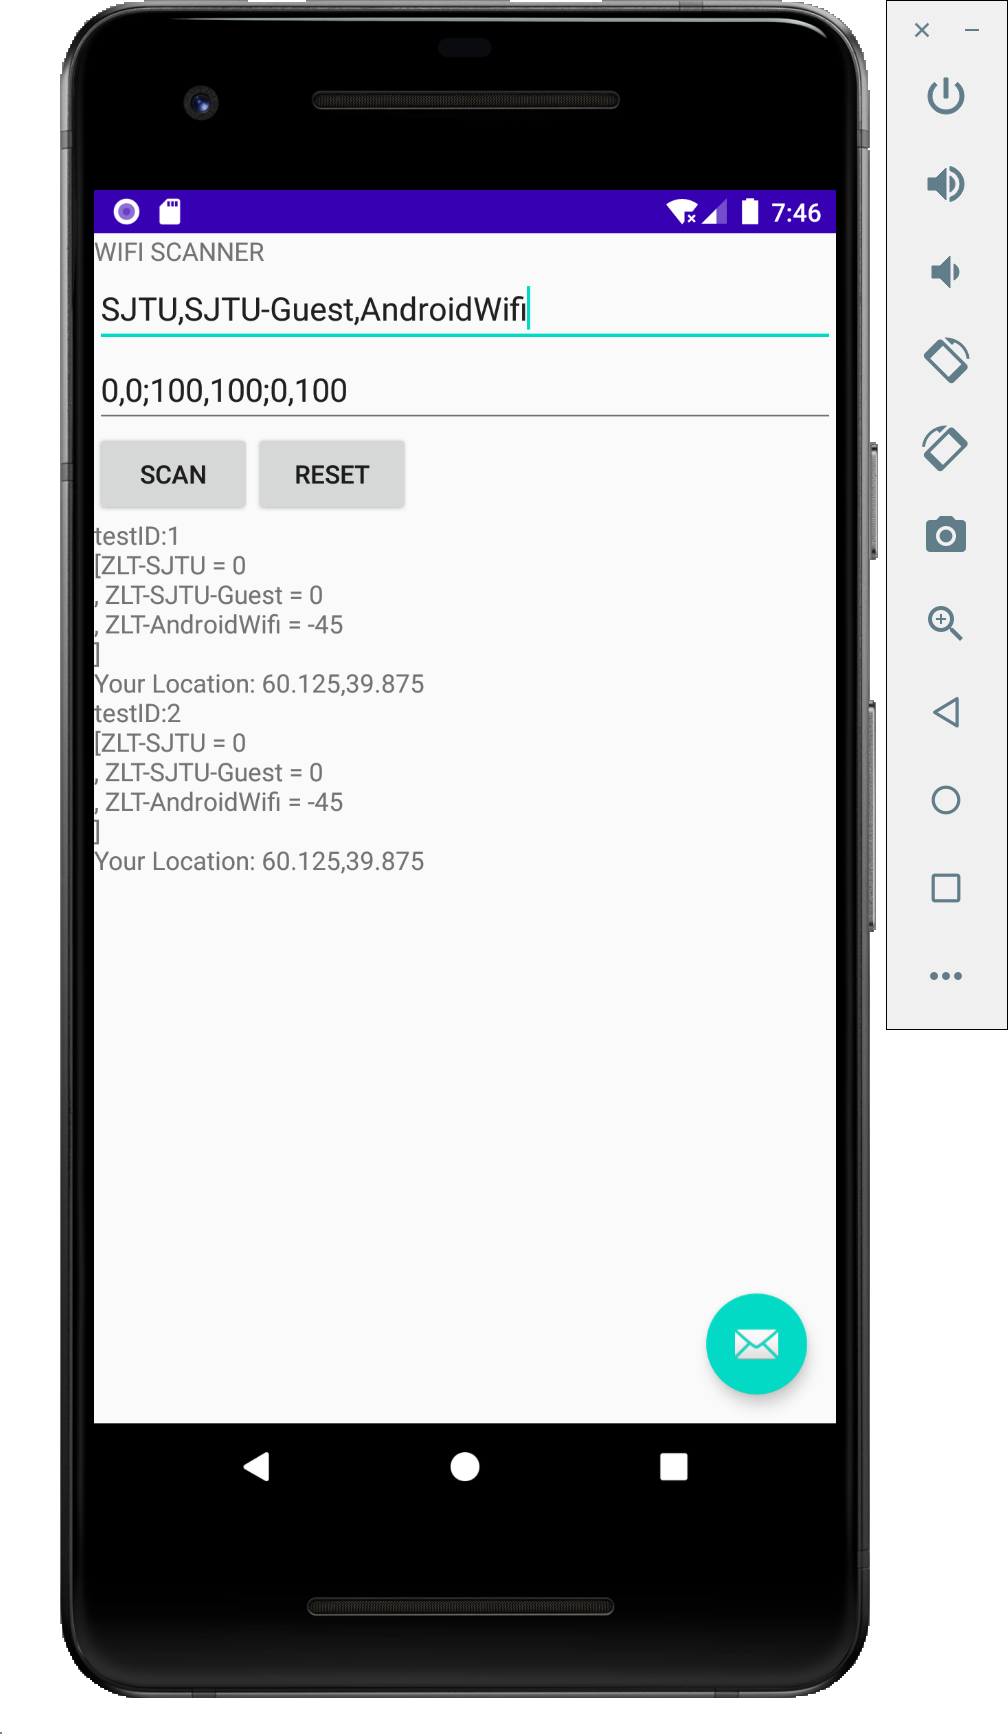 7:46
WIFI SCANNER
SJTU,SJTU-Guest,AndroidWifi
0,0;100,100;0,100
SCAN RESET
testID:1
[ZLT-SJTU = 0
, ZLT-SJTU-Guest = 0
, ZLT-AndroidWifi = -45
]
Your Location: 60.125,39.875
testID:2
[ZLT-SJTU = 0
, ZLT-SJTU-Guest = 0
, ZLT-AndroidWifi = -45
]
Your Location: 60.125,39.875